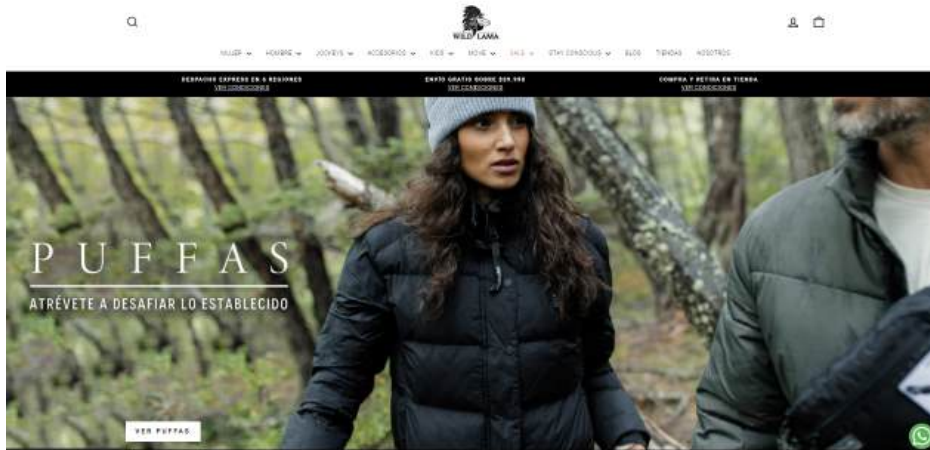 WILD LAMA
MUJER HOMBRE JOCKEYS ACCESORIOS KIDS MOVE SALE STAY CONSCIOUS BLOG TIENDAS NOSOTROS
DESPACHO EXPRESS EN 6 REGIONES
VER CONDICIONES
ENVÍO GRATIS SOBRE $39.990
VER CONDICIONES
COMPRA Y RETIRA EN TIENDA
VER CONDICIONES
PUFFAS
ATRÉVETE A DESAFIAR LO ESTABLECIDO
VER PUFFAS